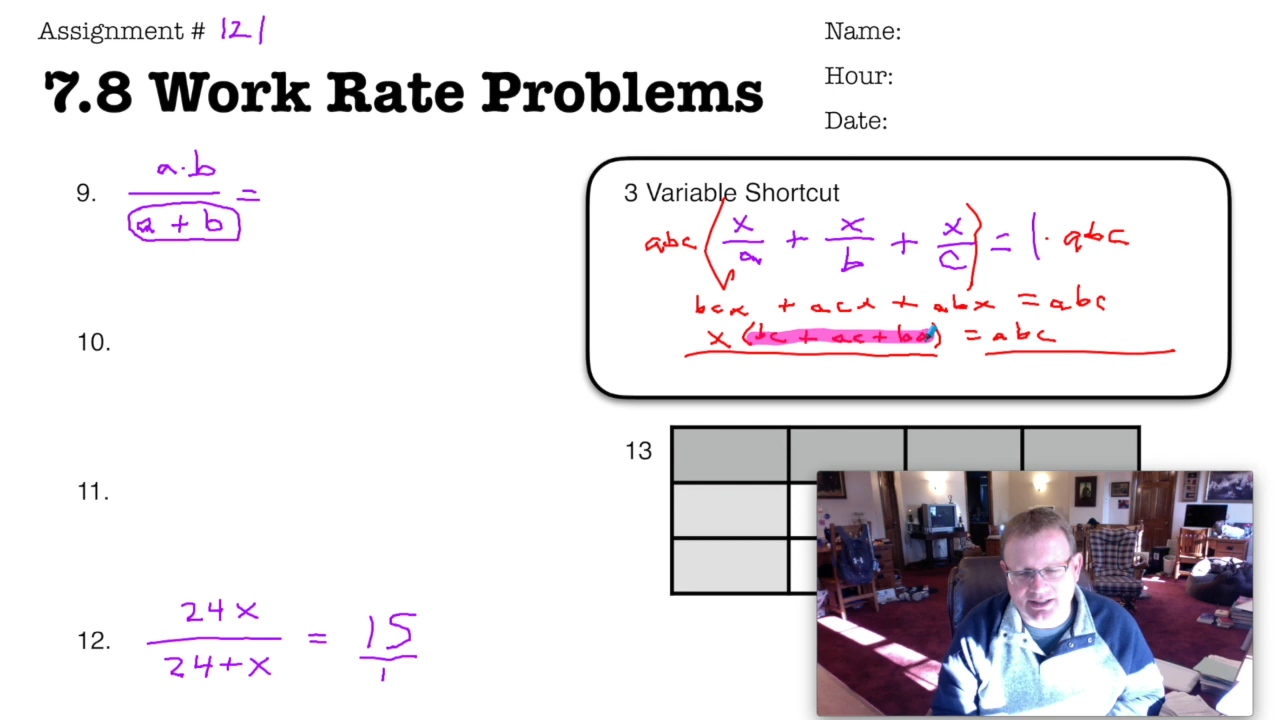 Assignment # 121
Name:
Hour:
Date:
7.8 Work Rate Problems
9. a·b / a + b =
3 Variable Shortcut
abc ( x/a + x/b + x/c ) = 1 · abc
bcx + acx + abx = abc
x (bc + ac + ba) = abc
10.
11.
12. 24x / 24+x = 15 / 1
13